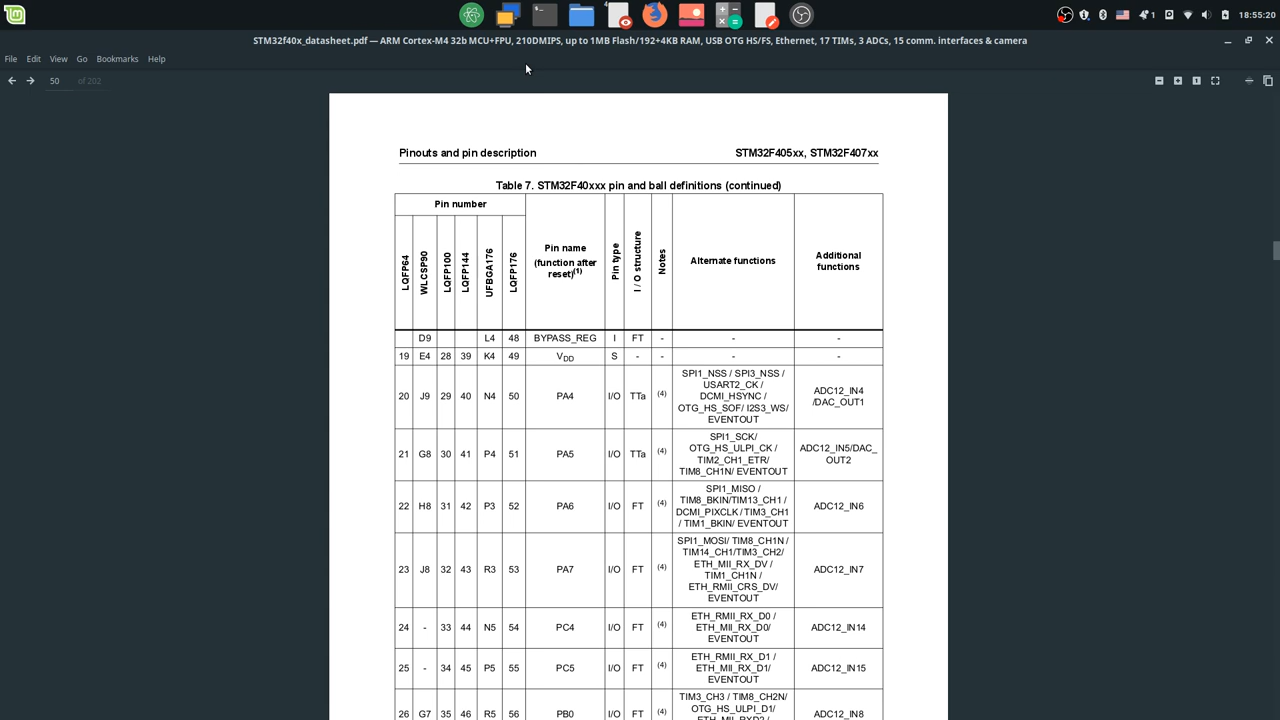 4
1
18:55:20
STM32f40x_datasheet.pdf — ARM Cortex-M4 32b MCU+FPU, 210DMIPS, up to 1MB Flash/192+4KB RAM, USB OTG HS/FS, Ethernet, 17 TIMs, 3 ADCs, 15 comm. interfaces & camera
File Edit View Go Bookmarks Help
50 of 202
Pinouts and pin description STM32F405xx, STM32F407xx
Table 7. STM32F40xxx pin and ball definitions (continued)
Pin number
LQFP64
WLCSP90
LQFP100
LQFP144
UFBGA176
LQFP176
Pin name
(function after
reset)(1)
Pin type
I / O structure
Notes
Alternate functions
Additional
functions
D9 L4 48 BYPASS_REG I FT - - -
19 E4 28 39 K4 49 VDD S - - - -
20 J9 29 40 N4 50 PA4 I/O TTa (4)
SPI1_NSS / SPI3_NSS /
USART2_CK /
DCMI_HSYNC /
OTG_HS_SOF/ I2S3_WS/
EVENTOUT
ADC12_IN4
/DAC_OUT1
21 G8 30 41 P4 51 PA5 I/O TTa (4)
SPI1_SCK/
OTG_HS_ULPI_CK /
TIM2_CH1_ETR/
TIM8_CH1N/ EVENTOUT
ADC12_IN5/DAC_
OUT2
22 H8 31 42 P3 52 PA6 I/O FT (4)
SPI1_MISO /
TIM8_BKIN/TIM13_CH1 /
DCMI_PIXCLK / TIM3_CH1
/ TIM1_BKIN/ EVENTOUT
ADC12_IN6
23 J8 32 43 R3 53 PA7 I/O FT (4)
SPI1_MOSI/ TIM8_CH1N /
TIM14_CH1/TIM3_CH2/
ETH_MII_RX_DV /
TIM1_CH1N /
ETH_RMII_CRS_DV/
EVENTOUT
ADC12_IN7
24 - 33 44 N5 54 PC4 I/O FT (4)
ETH_RMII_RX_D0 /
ETH_MII_RX_D0/
EVENTOUT
ADC12_IN14
25 - 34 45 P5 55 PC5 I/O FT (4)
ETH_RMII_RX_D1 /
ETH_MII_RX_D1/
EVENTOUT
ADC12_IN15
26 G7 35 46 R5 56 PB0 I/O FT (4)
TIM3_CH3 / TIM8_CH2N/
OTG_HS_ULPI_D1/
ETH_MII_RXD2 /
ADC12_IN8